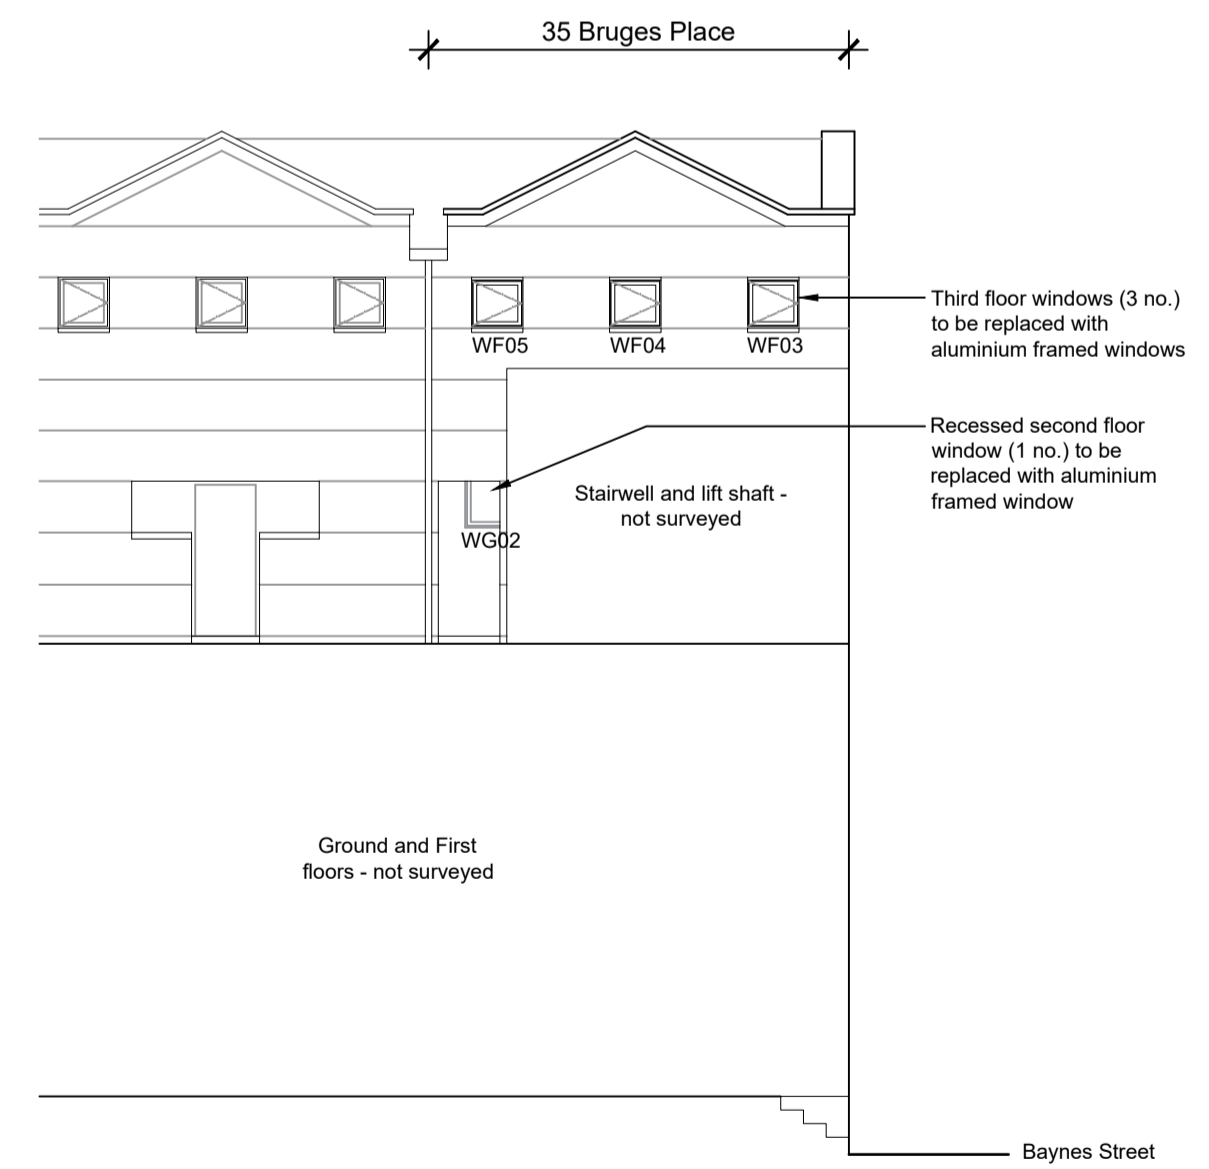 35 Bruges Place
Third floor windows (3 no.)
to be replaced with
aluminium framed windows
WF05
WF04
WF03
Recessed second floor
window (1 no.) to be
replaced with aluminium
framed window
Stairwell and lift shaft -
not surveyed
WG02
Ground and First
floors - not surveyed
Baynes Street